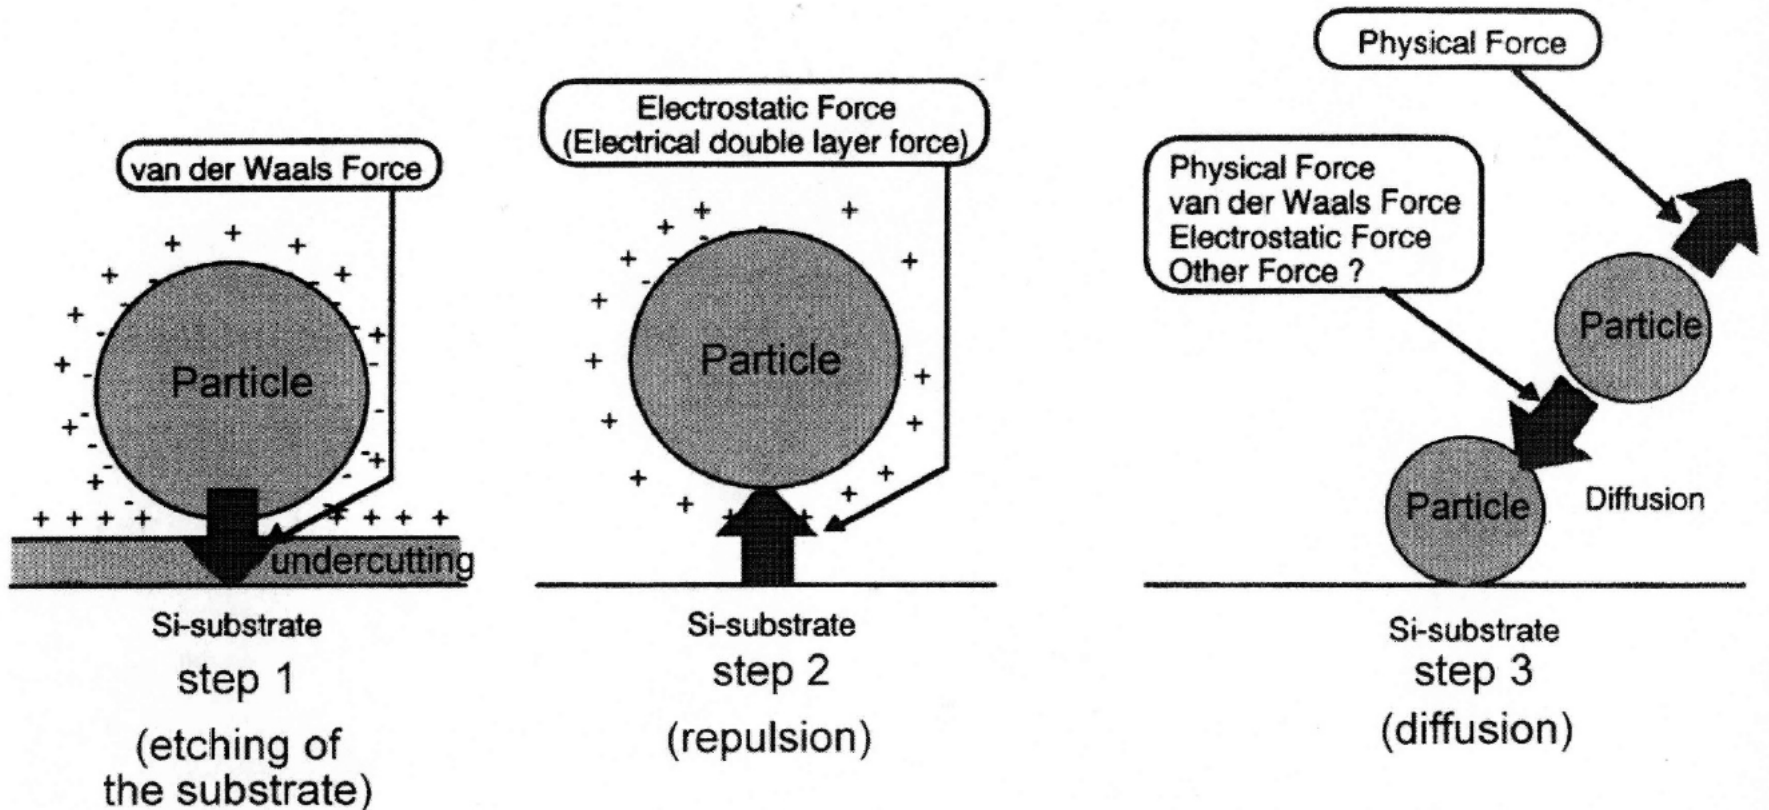 van der Waals Force
Particle
undercutting
Si-substrate
step 1
(etching of
the substrate)
Electrostatic Force
(Electrical double layer force)
Particle
Si-substrate
step 2
(repulsion)
Physical Force
Physical Force
van der Waals Force
Electrostatic Force
Other Force ?
Particle
Particle
Diffusion
Si-substrate
step 3
(diffusion)